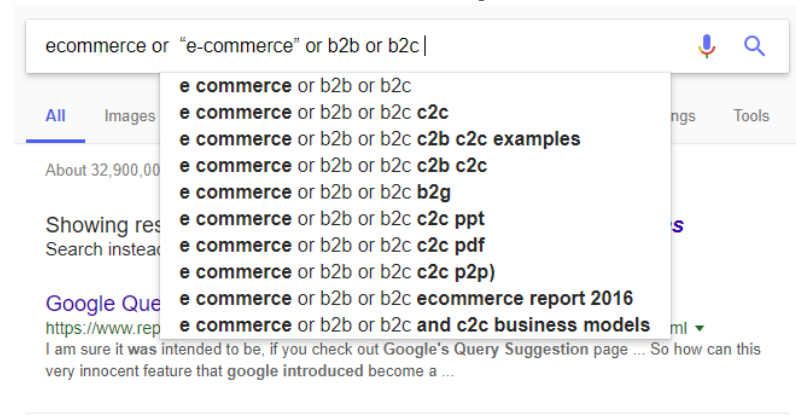 ecommerce or “e-commerce” or b2b or b2c
e commerce or b2b or b2c
e commerce or b2b or b2c c2c
All Images
e commerce or b2b or b2c c2b c2c examples
ngs Tools
e commerce or b2b or b2c c2b c2c
About 32,900,00
e commerce or b2b or b2c b2g
e commerce or b2b or b2c c2c ppt
Showing res
s
e commerce or b2b or b2c c2c pdf
Search instead
e commerce or b2b or b2c c2c p2p)
Google Que
e commerce or b2b or b2c ecommerce report 2016
https://www.rep
e commerce or b2b or b2c and c2c business models
ml
I am sure it was intended to be, if you check out Google's Query Suggestion page ... So how can this
very innocent feature that google introduced become a ...